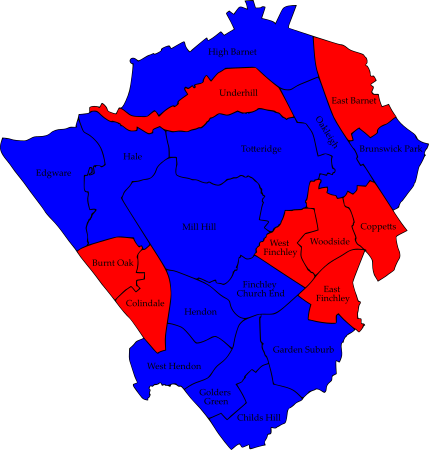 High Barnet
Underhill
East Barnet
Oakleigh
Brunswick Park
Edgware
Hale
Totteridge
Mill Hill
Coppetts
West
Finchley
Woodside
Burnt Oak
Colindale
Finchley
Church End
East
Finchley
Hendon
Garden Suburb
West Hendon
Golders
Green
Childs Hill